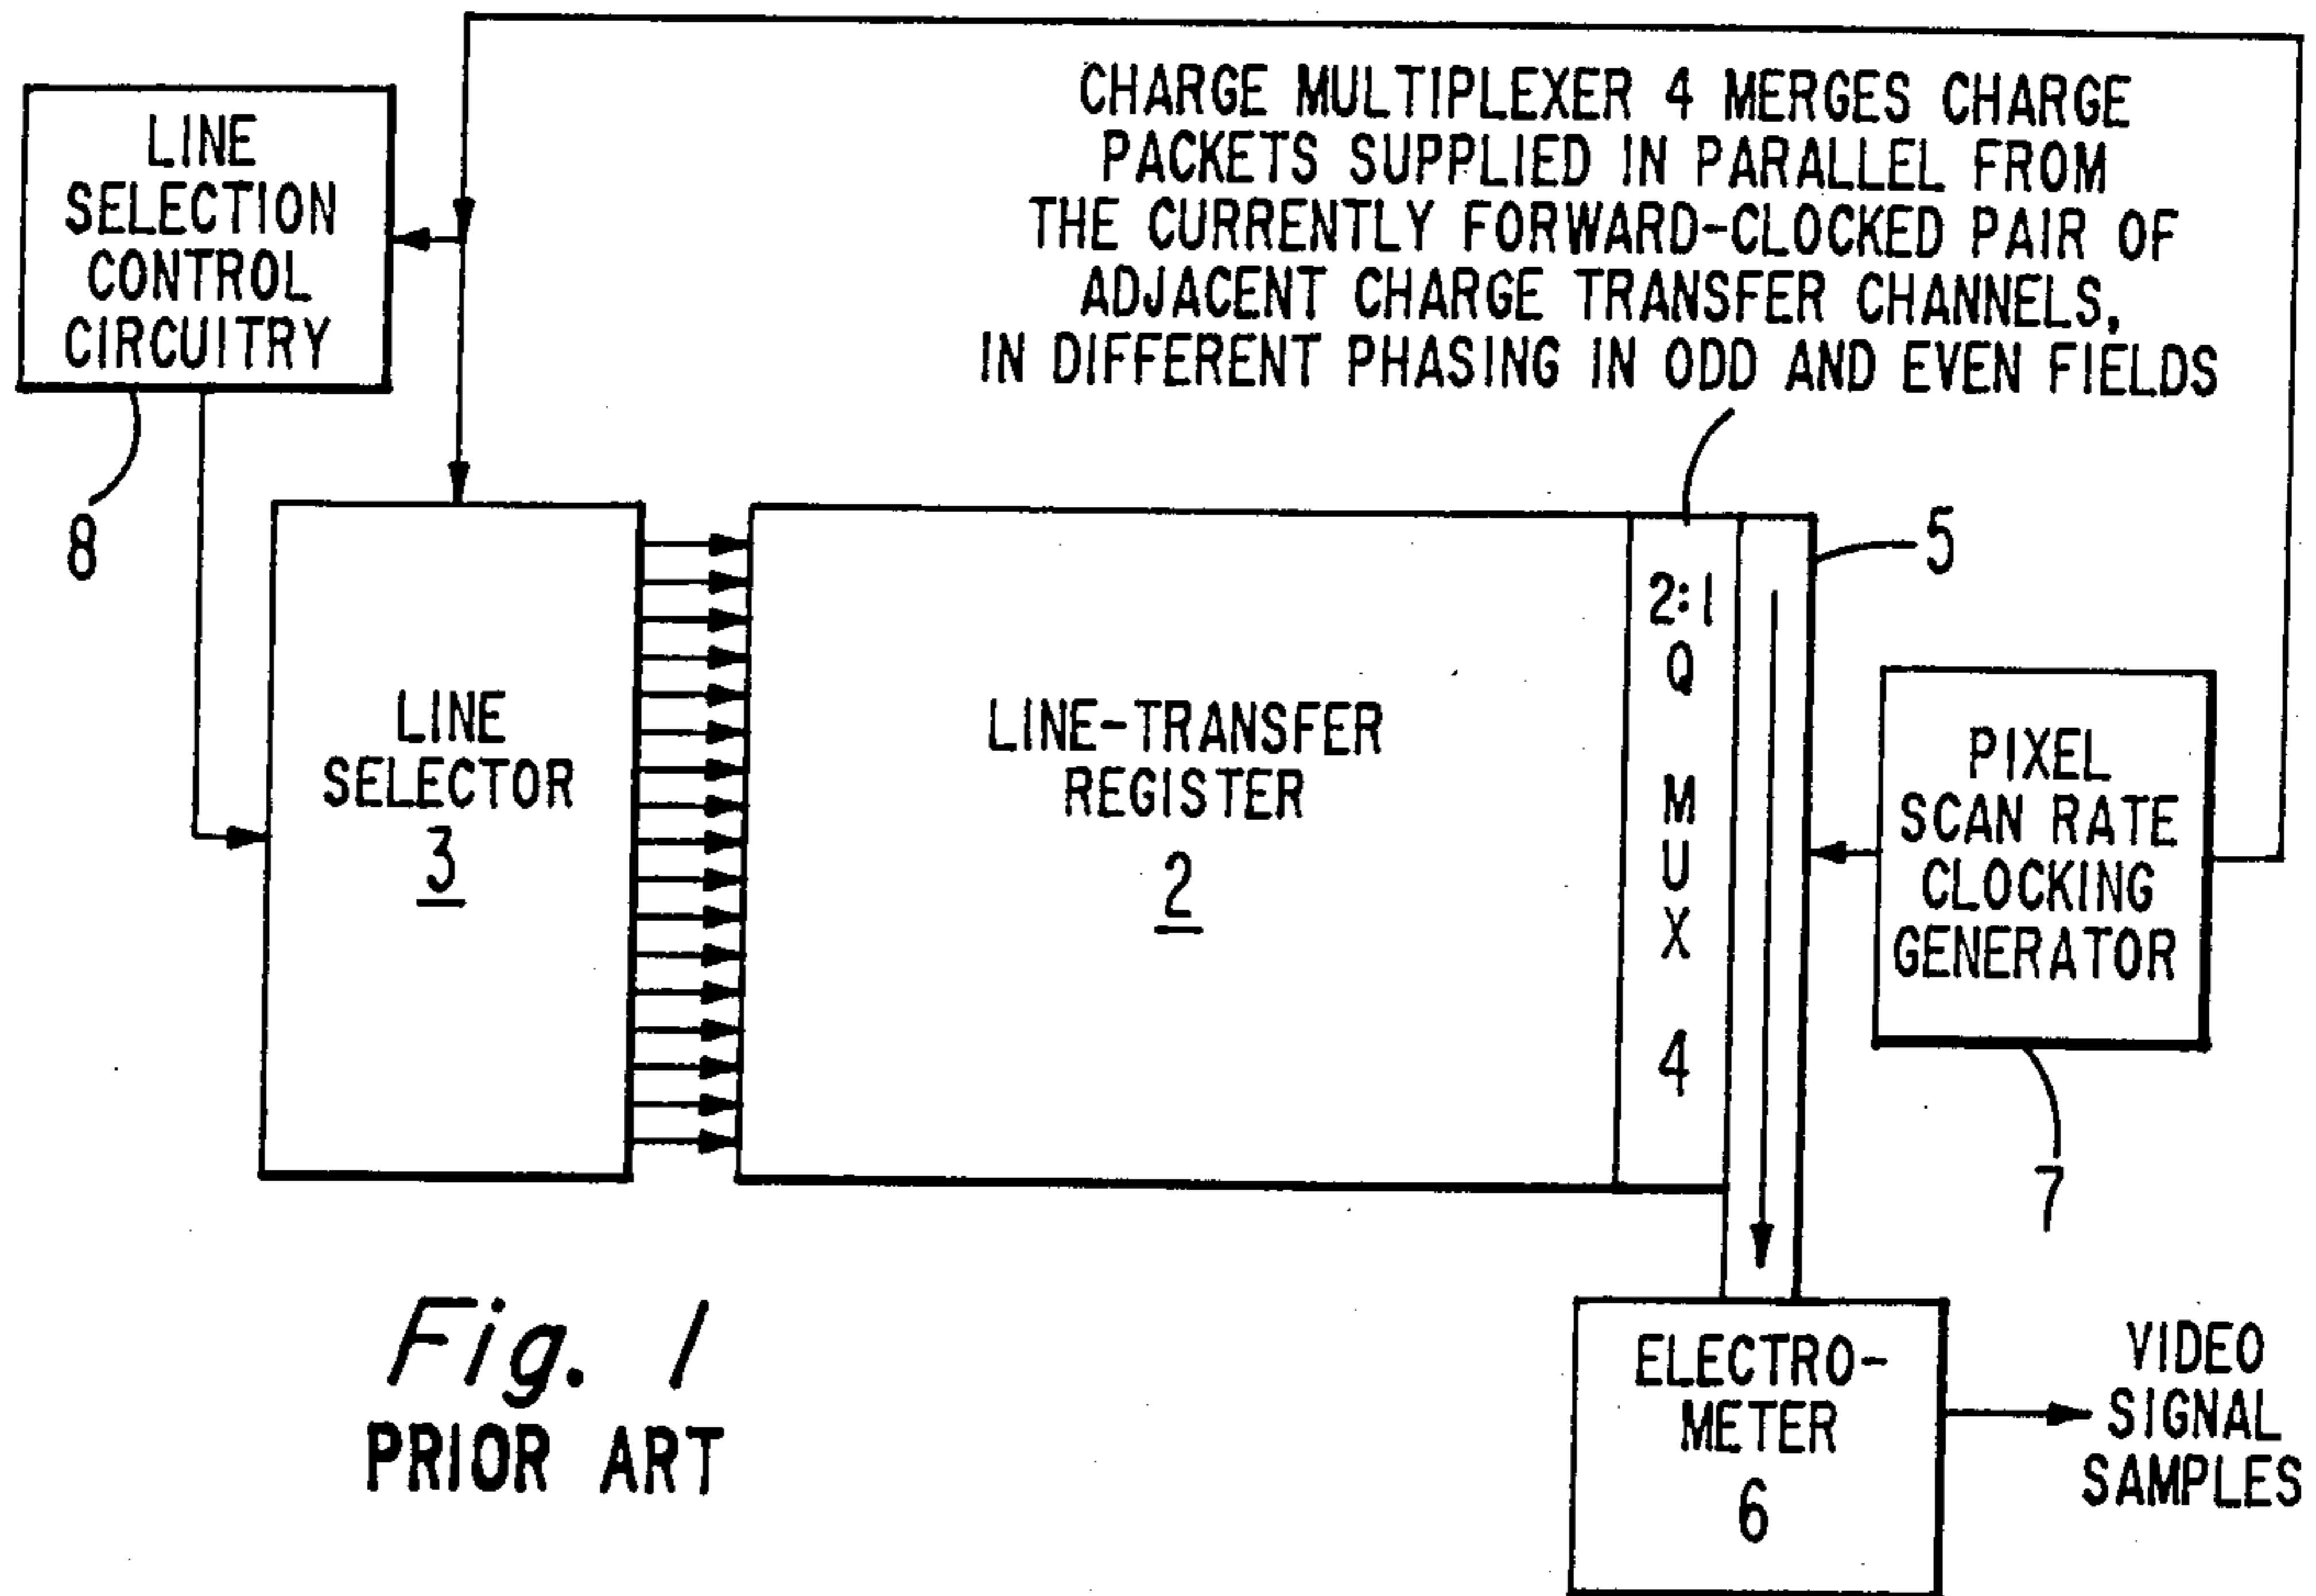 CHARGE MULTIPLEXER 4 MERGES CHARGE
PACKETS SUPPLIED IN PARALLEL FROM
THE CURRENTLY FORWARD-CLOCKED PAIR OF
ADJACENT CHARGE TRANSFER CHANNELS,
IN DIFFERENT PHASING IN ODD AND EVEN FIELDS
LINE
SELECTION
CONTROL
CIRCUITRY
8
LINE
SELECTOR
3
LINE-TRANSFER
REGISTER
2
2:1
Q
M
U
X
4
5
PIXEL
SCAN RATE
CLOCKING
GENERATOR
7
ELECTRO-
METER
6
VIDEO
SIGNAL
SAMPLES
Fig. 1
PRIOR ART